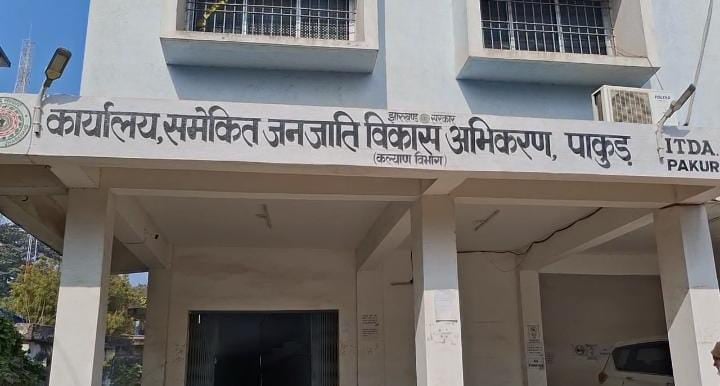 झारखण्ड सरकार
कार्यालय, समेकित जनजाति विकास अभिकरण, पाकुड़
(कल्याण विभाग)
ITDA.
PAKUR